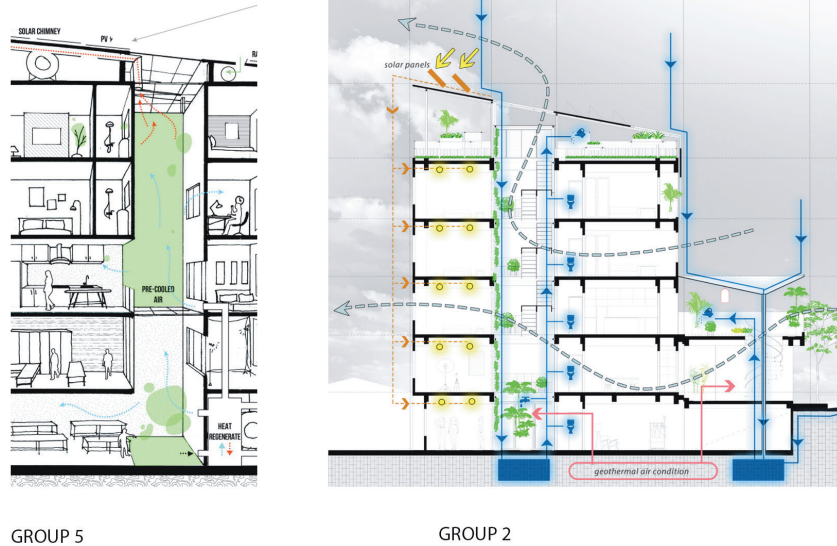 SOLAR CHIMNEY
PV
PRE-COOLED
AIR
HEAT
REGENERATE
solar panels
geothermal air condition
GROUP 5
GROUP 2